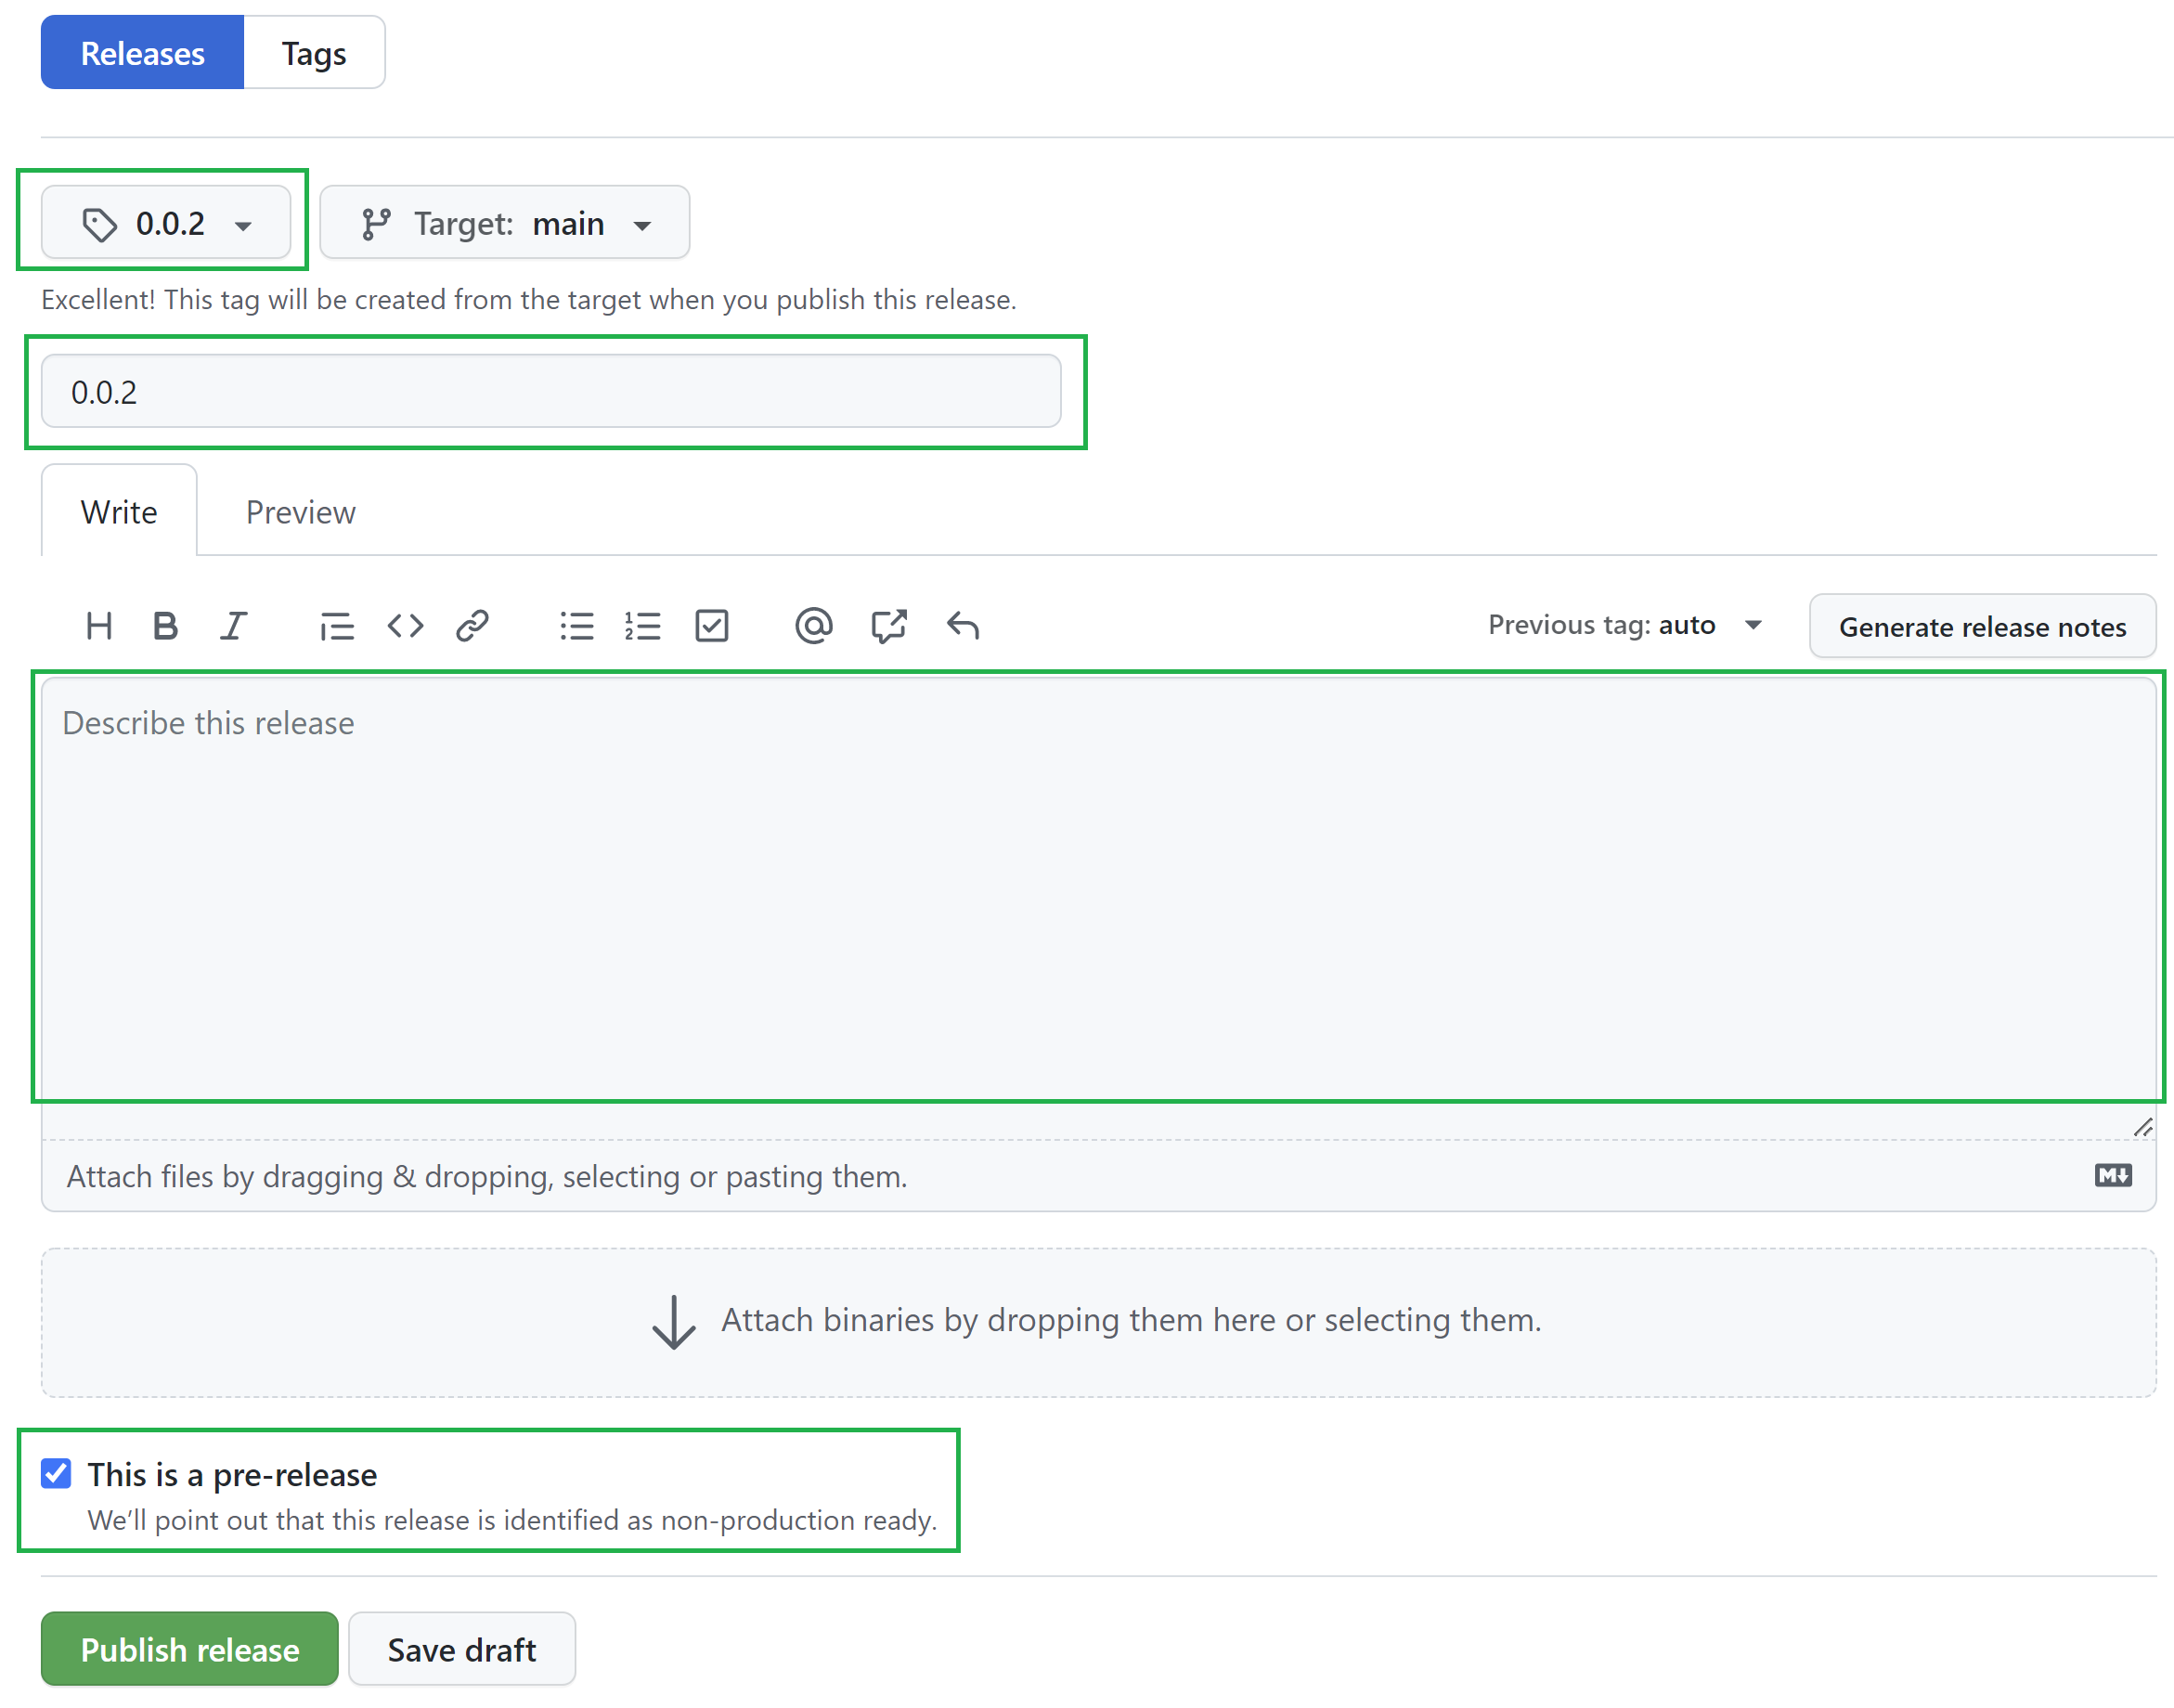 Releases Tags
0.0.2 Target: main
Excellent! This tag will be created from the target when you publish this release.
0.0.2
Write Preview
H B I Previous tag: auto Generate release notes
Describe this release
Attach files by dragging & dropping, selecting or pasting them.
Attach binaries by dropping them here or selecting them.
This is a pre-release
We’ll point out that this release is identified as non-production ready.
Publish release Save draft